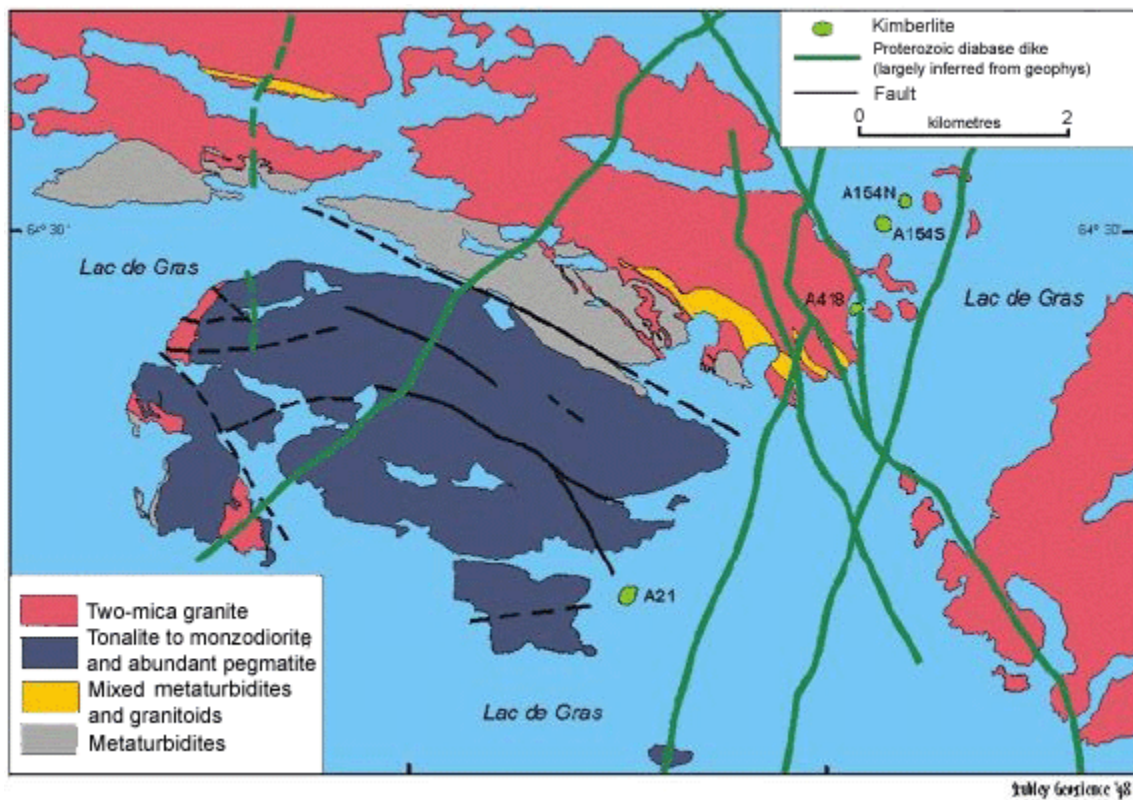 Kimberlite
Proterozoic diabase dike
(largely inferred from geophys)
Fault
0
kilometres
2
A154N
A154S
64° 30'
64° 30'
Lac de Gras
Lac de Gras
A418
A21
Two-mica granite
Tonalite to monzodiorite
and abundant pegmatite
Mixed metaturbidites
and granitoids
Metaturbidites
Lac de Gras
Geoscience '98